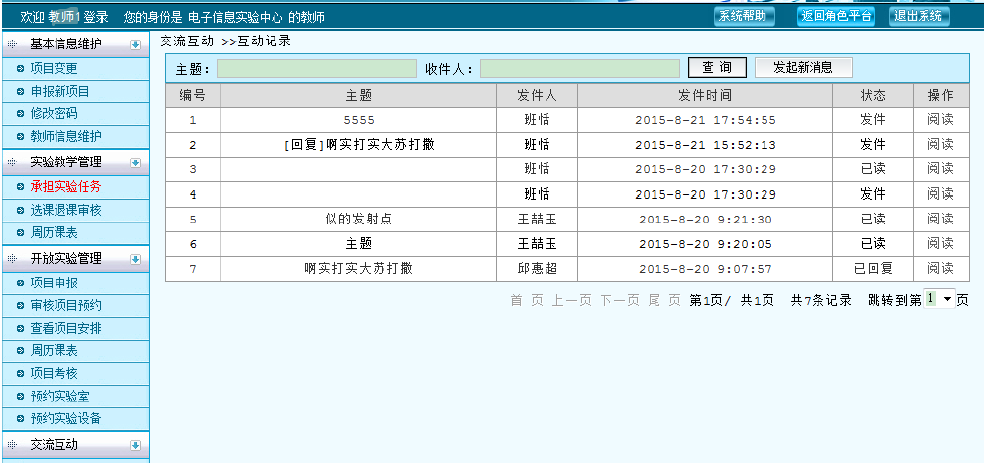 欢迎 教师1 登录 您的身份是 电子信息实验中心 的教师 系统帮助 返回角色平台 退出系统
基本信息维护
项目变更
申报新项目
修改密码
教师信息维护
实验教学管理
承担实验任务
选课退课审核
周历课表
开放实验管理
项目申报
审核项目预约
查看项目安排
周历课表
项目考核
预约实验室
预约实验设备
交流互动
交流互动 >>互动记录
主题： 收件人： 查 询 发起新消息
编号 主题 发件人 发件时间 状态 操作
1 5555 班恬 2015-8-21 17:54:55 发件 阅读
2 [回复]啊实打实大苏打撒 班恬 2015-8-21 15:52:13 发件 阅读
3 班恬 2015-8-20 17:30:29 已读 阅读
4 班恬 2015-8-20 17:30:29 发件 阅读
5 似的发射点 王喆玉 2015-8-20 9:21:30 已读 阅读
6 主题 王喆玉 2015-8-20 9:20:05 已读 阅读
7 啊实打实大苏打撒 邱惠超 2015-8-20 9:07:57 已回复 阅读
首 页 上一页 下一页 尾 页 第1页/ 共1页 共7条记录 跳转到第 1 页